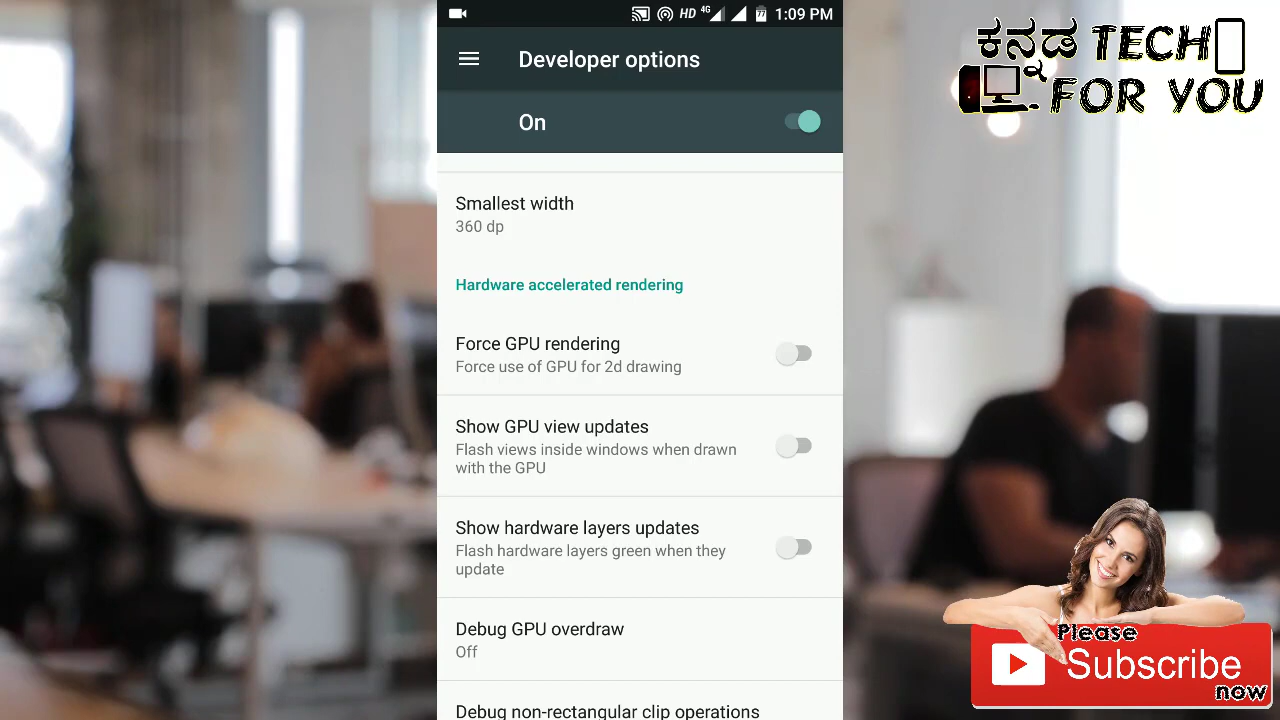 HD 4G 77 1:09 PM
Developer options
On
Smallest width
360 dp
Hardware accelerated rendering
Force GPU rendering
Force use of GPU for 2d drawing
Show GPU view updates
Flash views inside windows when drawn
with the GPU
Show hardware layers updates
Flash hardware layers green when they
update
Debug GPU overdraw
Off
Debug non-rectangular clip operations
ಕನ್ನಡ TECH
FOR YOU
Please
Subscribe
now